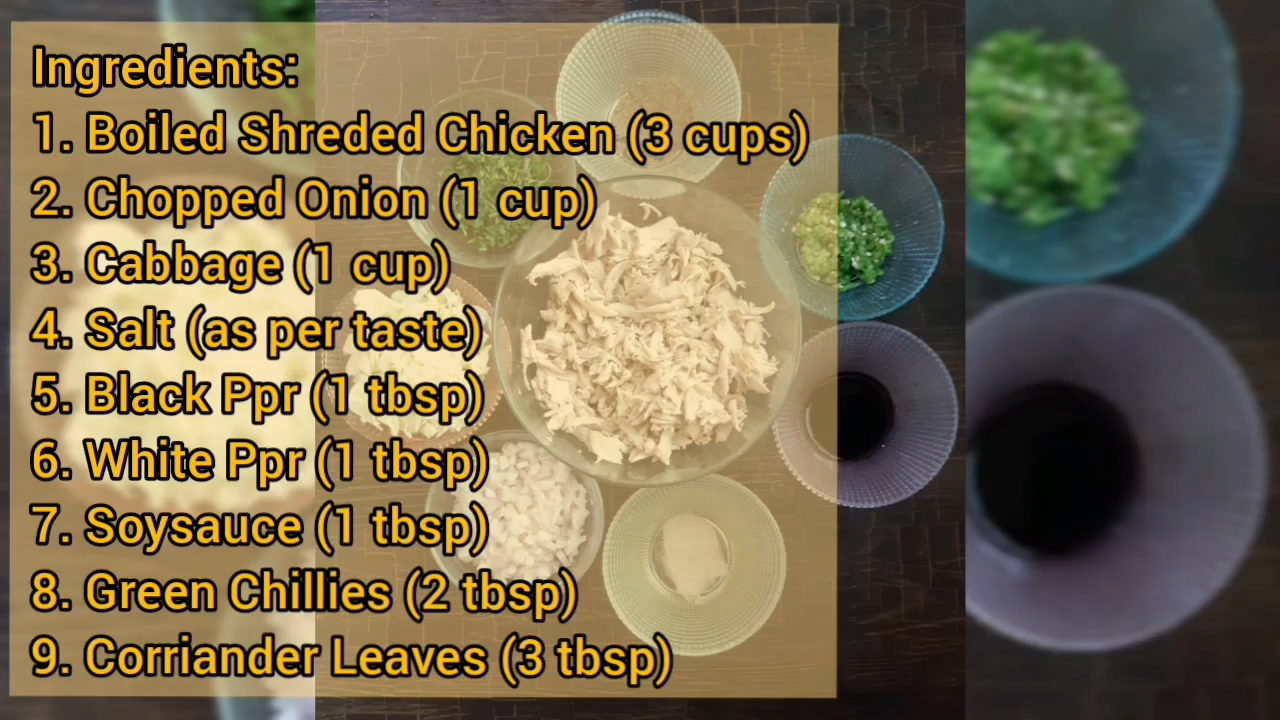 Ingredients:
1. Boiled Shreded Chicken (3 cups)
2. Chopped Onion (1 cup)
3. Cabbage (1 cup)
4. Salt (as per taste)
5. Black Ppr (1 tbsp)
6. White Ppr (1 tbsp)
7. Soysauce (1 tbsp)
8. Green Chillies (2 tbsp)
9. Corriander Leaves (3 tbsp)